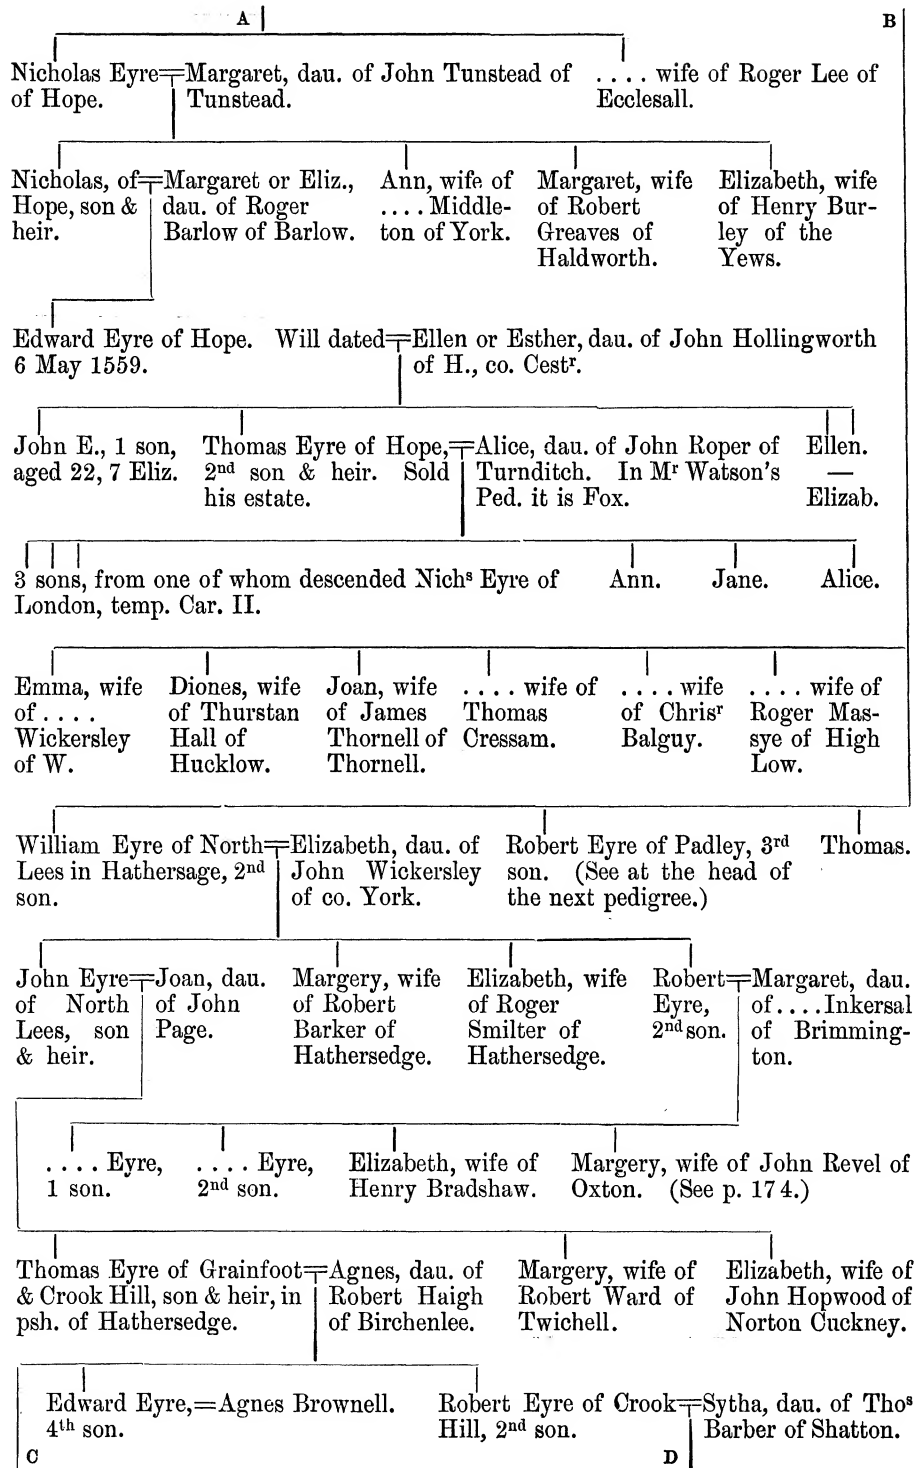 A B
Nicholas Eyre=Margaret, dau. of John Tunstead of .... wife of Roger Lee of
of Hope. Tunstead. Ecclesall.
Nicholas, of=Margaret or Eliz., Ann, wife of Margaret, wife Elizabeth, wife
Hope, son & dau. of Roger .... Middle- of Robert of Henry Bur-
heir. Barlow of Barlow. ton of York. Greaves of ley of the
Haldworth. Yews.
Edward Eyre of Hope. Will dated=Ellen or Esther, dau. of John Hollingworth
6 May 1559. of H., co. Cestr.
John E., 1 son, Thomas Eyre of Hope,=Alice, dau. of John Roper of Ellen.
aged 22, 7 Eliz. 2nd son & heir. Sold Turnditch. In Mr Watson's —
his estate. Ped. it is Fox. Elizab.
3 sons, from one of whom descended Nichs Eyre of Ann. Jane. Alice.
London, temp. Car. II.
Emma, wife Diones, wife Joan, wife .... wife of .... wife .... wife of
of .... of Thurstan of James Thomas of Chrisr Roger Mas-
Wickersley Hall of Thornell of Cressam. Balguy. sye of High
of W. Hucklow. Thornell. Low.
William Eyre of North=Elizabeth, dau. of Robert Eyre of Padley, 3rd Thomas.
Lees in Hathersage, 2nd John Wickersley son. (See at the head of
son. of co. York. the next pedigree.)
John Eyre=Joan, dau. Margery, wife Elizabeth, wife Robert=Margaret, dau.
of North of John of Robert of Roger Eyre, of .... Inkersal
Lees, son Page. Barker of Smilter of 2nd son. of Brimming-
& heir. Hathersedge. Hathersedge. ton.
.... Eyre, .... Eyre, Elizabeth, wife of Margery, wife of John Revel of
1 son. 2nd son. Henry Bradshaw. Oxton. (See p. 174.)
Thomas Eyre of Grainfoot=Agnes, dau. of Margery, wife of Elizabeth, wife of
& Crook Hill, son & heir, in Robert Haigh Robert Ward of John Hopwood of
psh. of Hathersedge. of Birchenlee. Twichell. Norton Cuckney.
Edward Eyre,=Agnes Brownell. Robert Eyre of Crook=Sytha, dau. of Thos
4th son. Hill, 2nd son. Barber of Shatton.
C D